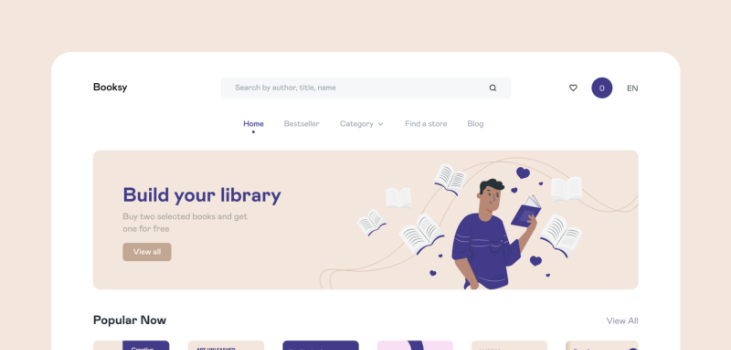 Booksy
Search by author, title, name
0
EN
Home
Bestseller
Category
Find a store
Blog
Build your library
Buy two selected books and get
one for free
View all
Popular Now
View All
Creative